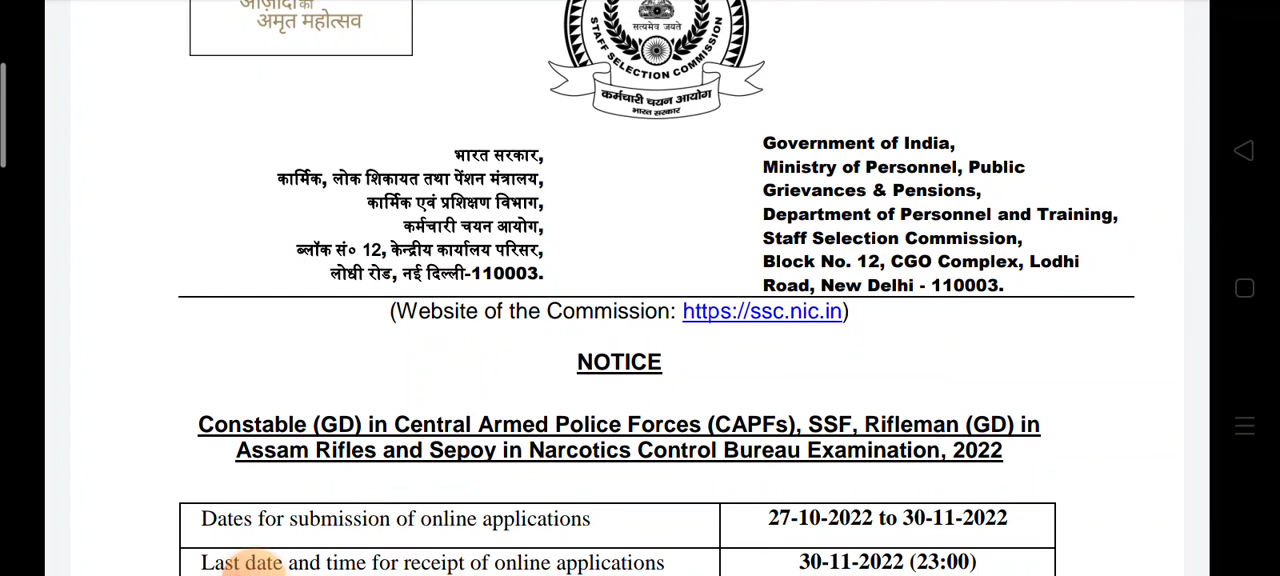 आज़ादी का
अमृत महोत्सव
सत्यमेव जयते
STAFF SELECTION COMMISSION
कर्मचारी चयन आयोग
भारत सरकार
भारत सरकार,
कार्मिक, लोक शिकायत तथा पेंशन मंत्रालय,
कार्मिक एवं प्रशिक्षण विभाग,
कर्मचारी चयन आयोग,
ब्लॉक सं० 12, केन्द्रीय कार्यालय परिसर,
लोधी रोड, नई दिल्ली-110003.
Government of India,
Ministry of Personnel, Public
Grievances & Pensions,
Department of Personnel and Training,
Staff Selection Commission,
Block No. 12, CGO Complex, Lodhi
Road, New Delhi - 110003.
(Website of the Commission: https://ssc.nic.in)
NOTICE
Constable (GD) in Central Armed Police Forces (CAPFs), SSF, Rifleman (GD) in
Assam Rifles and Sepoy in Narcotics Control Bureau Examination, 2022
Dates for submission of online applications 27-10-2022 to 30-11-2022
Last date and time for receipt of online applications 30-11-2022 (23:00)